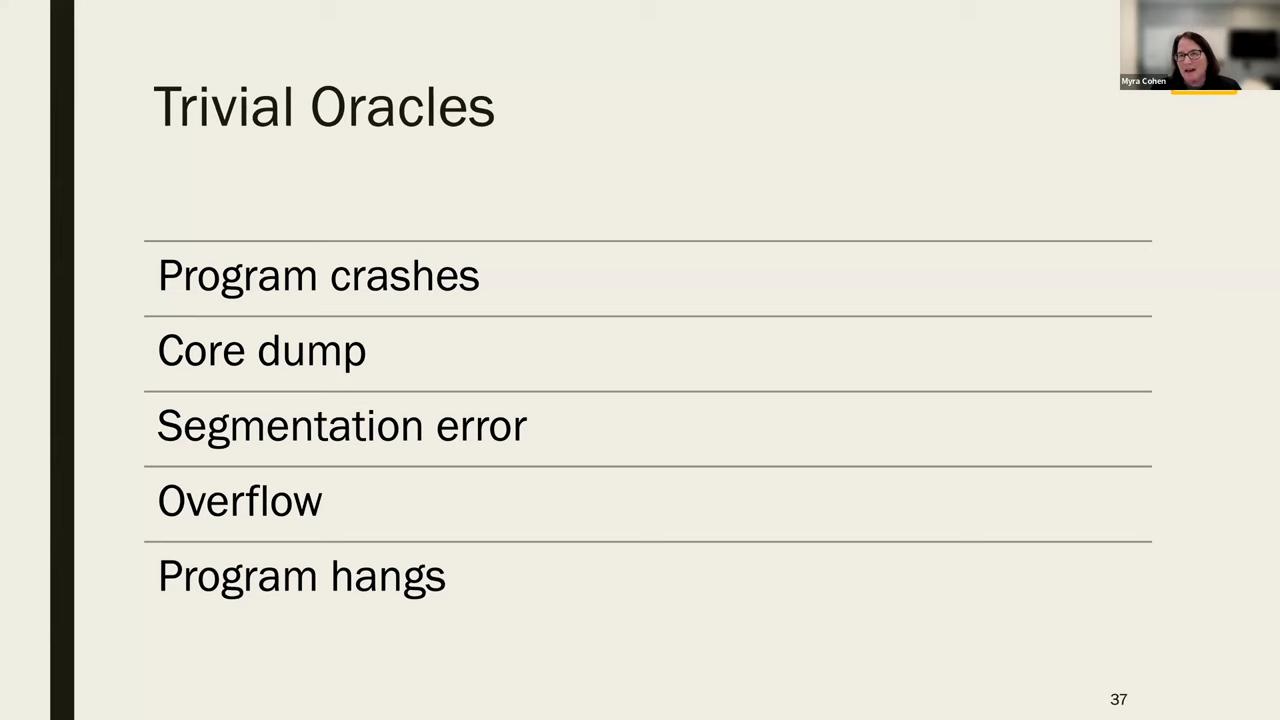 Myra Cohen
Trivial Oracles
Program crashes
Core dump
Segmentation error
Overflow
Program hangs
37